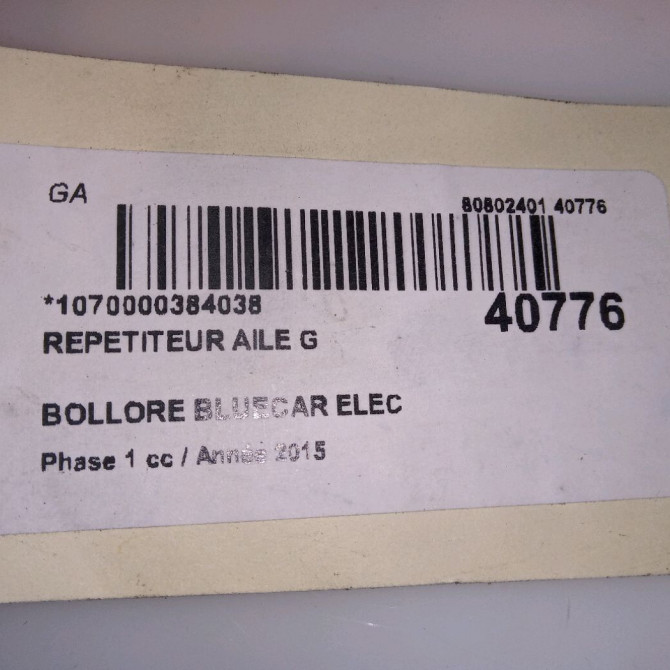 GA
80802401 40776
*1070000384038
40776
REPETITEUR AILE G
BOLLORE BLUECAR ELEC
Phase 1 cc / Année 2015